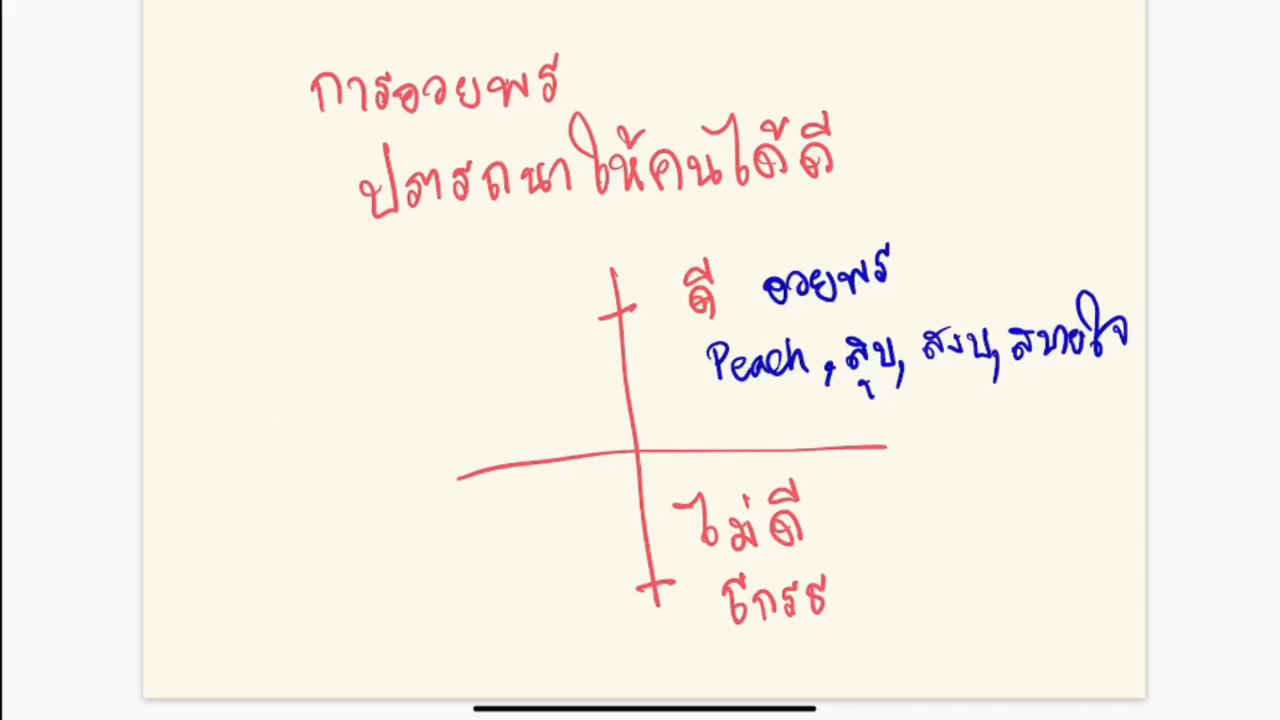 การอวยพร
ปรารถนาให้คนได้ดี
ดี อวยพร
Peach, สุข, สงบ, สบายใจ
ไม่ดี
โกรธ